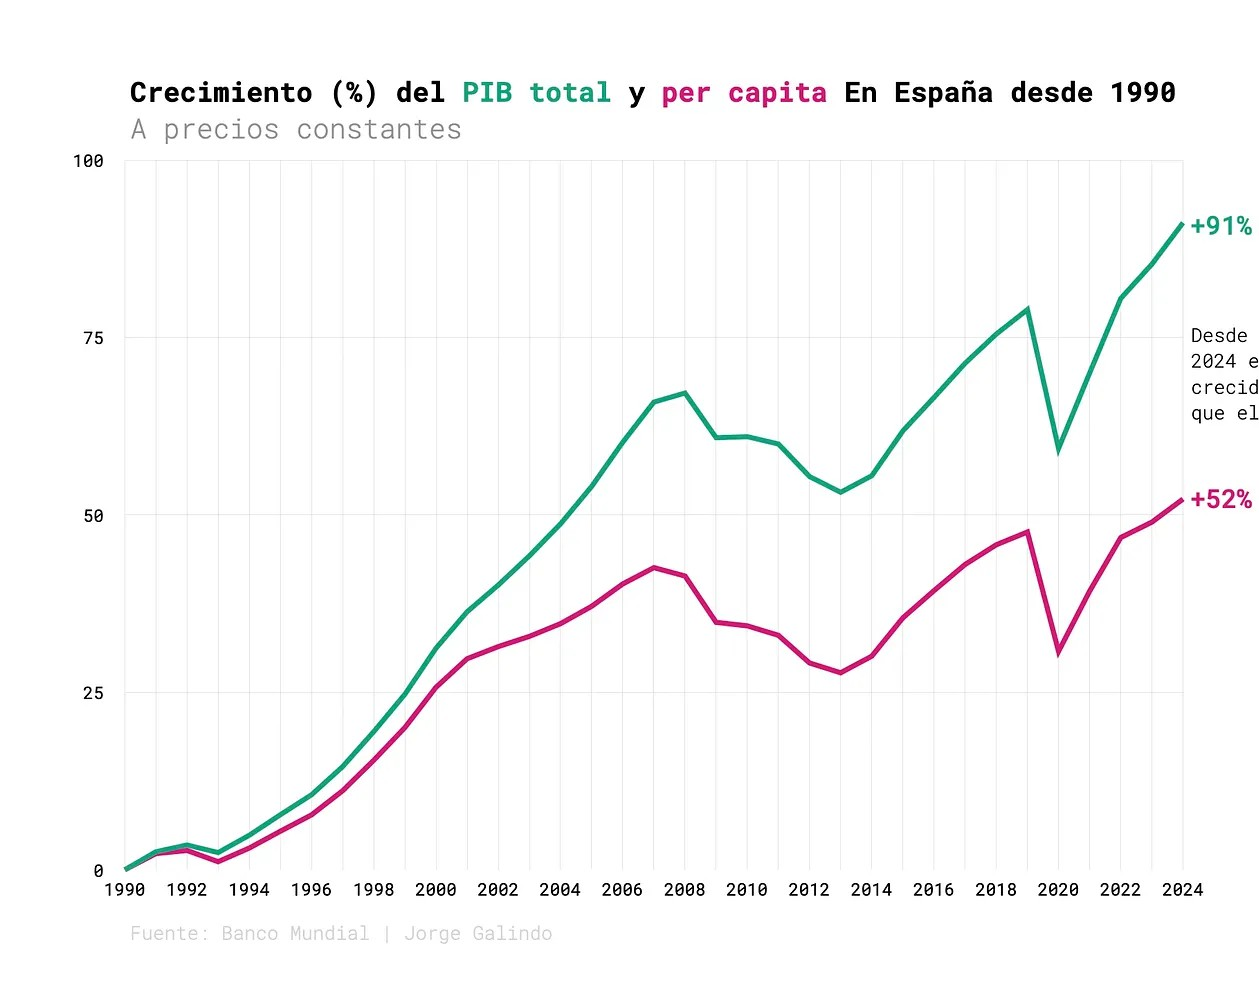 Crecimiento (%) del PIB total y per capita En España desde 1990
A precios constantes
100
75
50
25
0
1990 1992 1994 1996 1998 2000 2002 2004 2006 2008 2010 2012 2014 2016 2018 2020 2022 2024
+91%
Desde
2024 e
crecid
que el
+52%
Fuente: Banco Mundial | Jorge Galindo